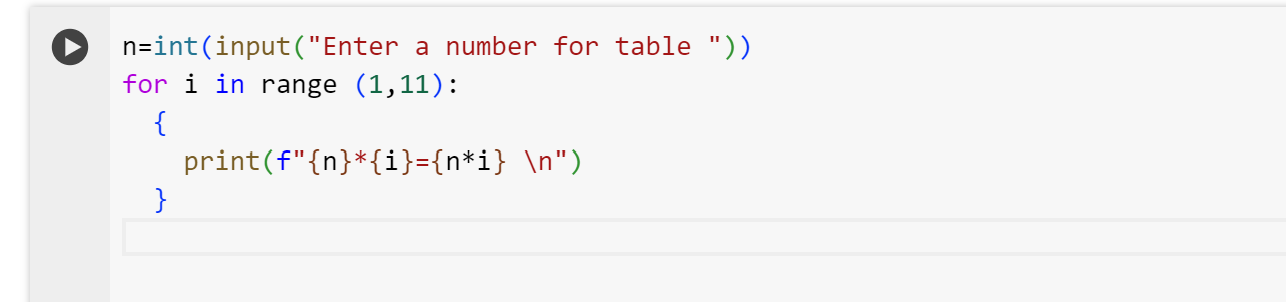 n=int(input("Enter a number for table "))
for i in range (1,11):
  {
    print(f"{n}*{i}={n*i} \n")
  }